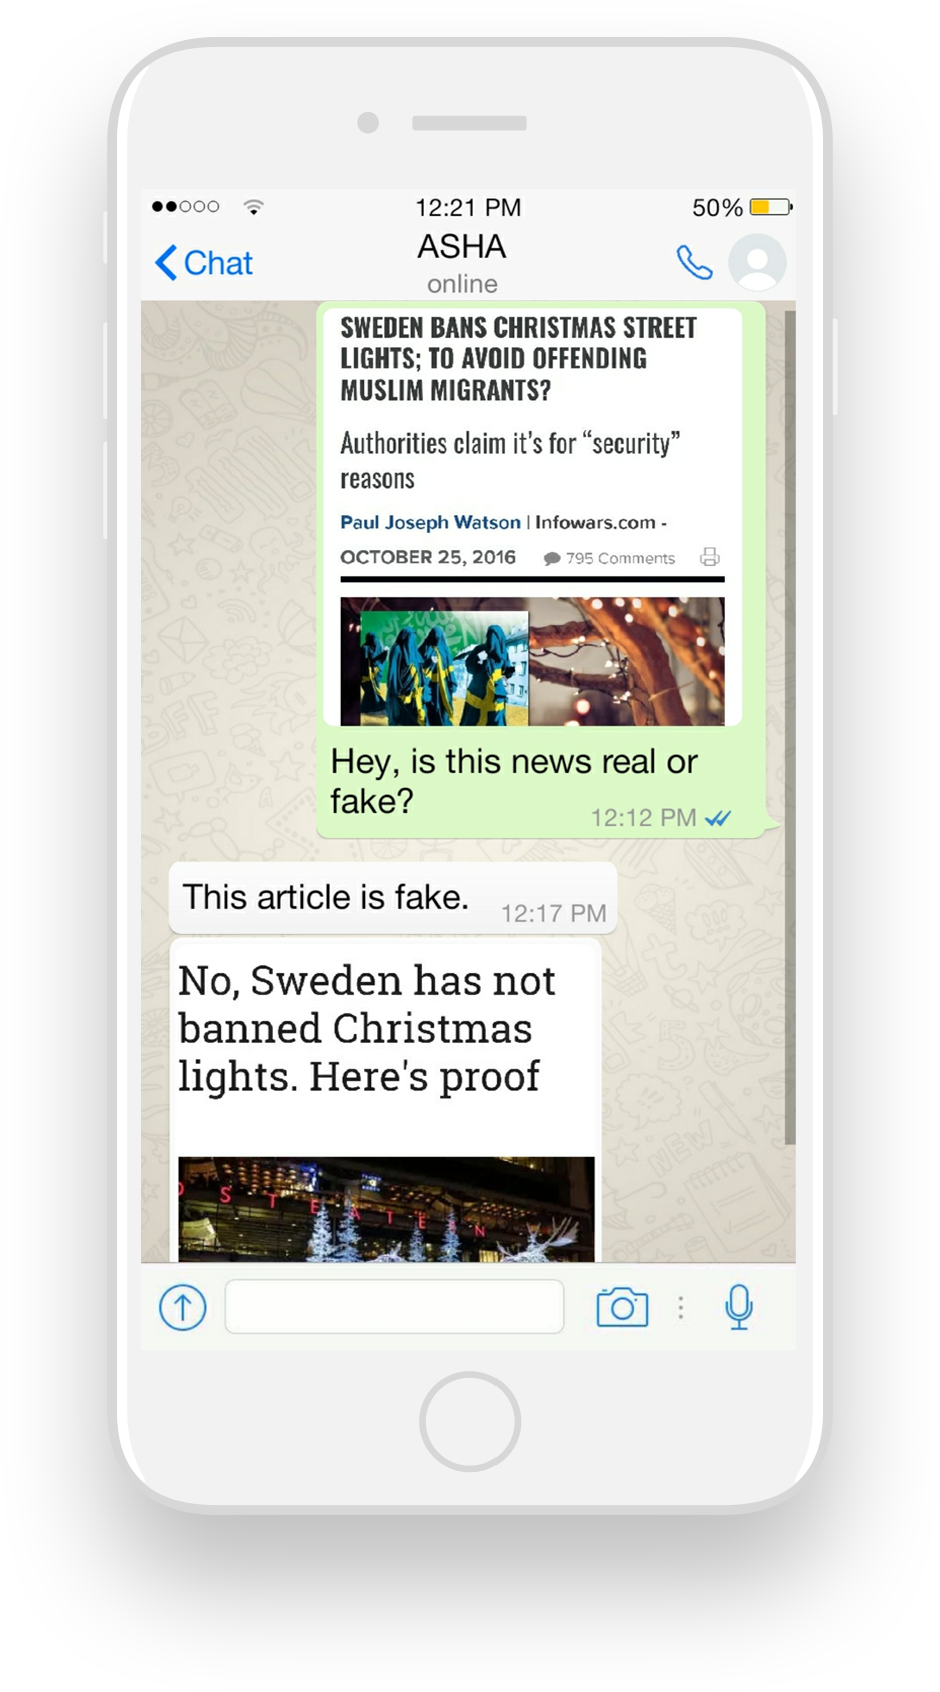 12:21 PM
50%
Chat
ASHA
online
SWEDEN BANS CHRISTMAS STREET
LIGHTS; TO AVOID OFFENDING
MUSLIM MIGRANTS?
Authorities claim it's for “security”
reasons
Paul Joseph Watson | Infowars.com -
OCTOBER 25, 2016 795 Comments
Hey, is this news real or
fake?
12:12 PM
This article is fake.
12:17 PM
No, Sweden has not
banned Christmas
lights. Here's proof
O S T E A T E R N